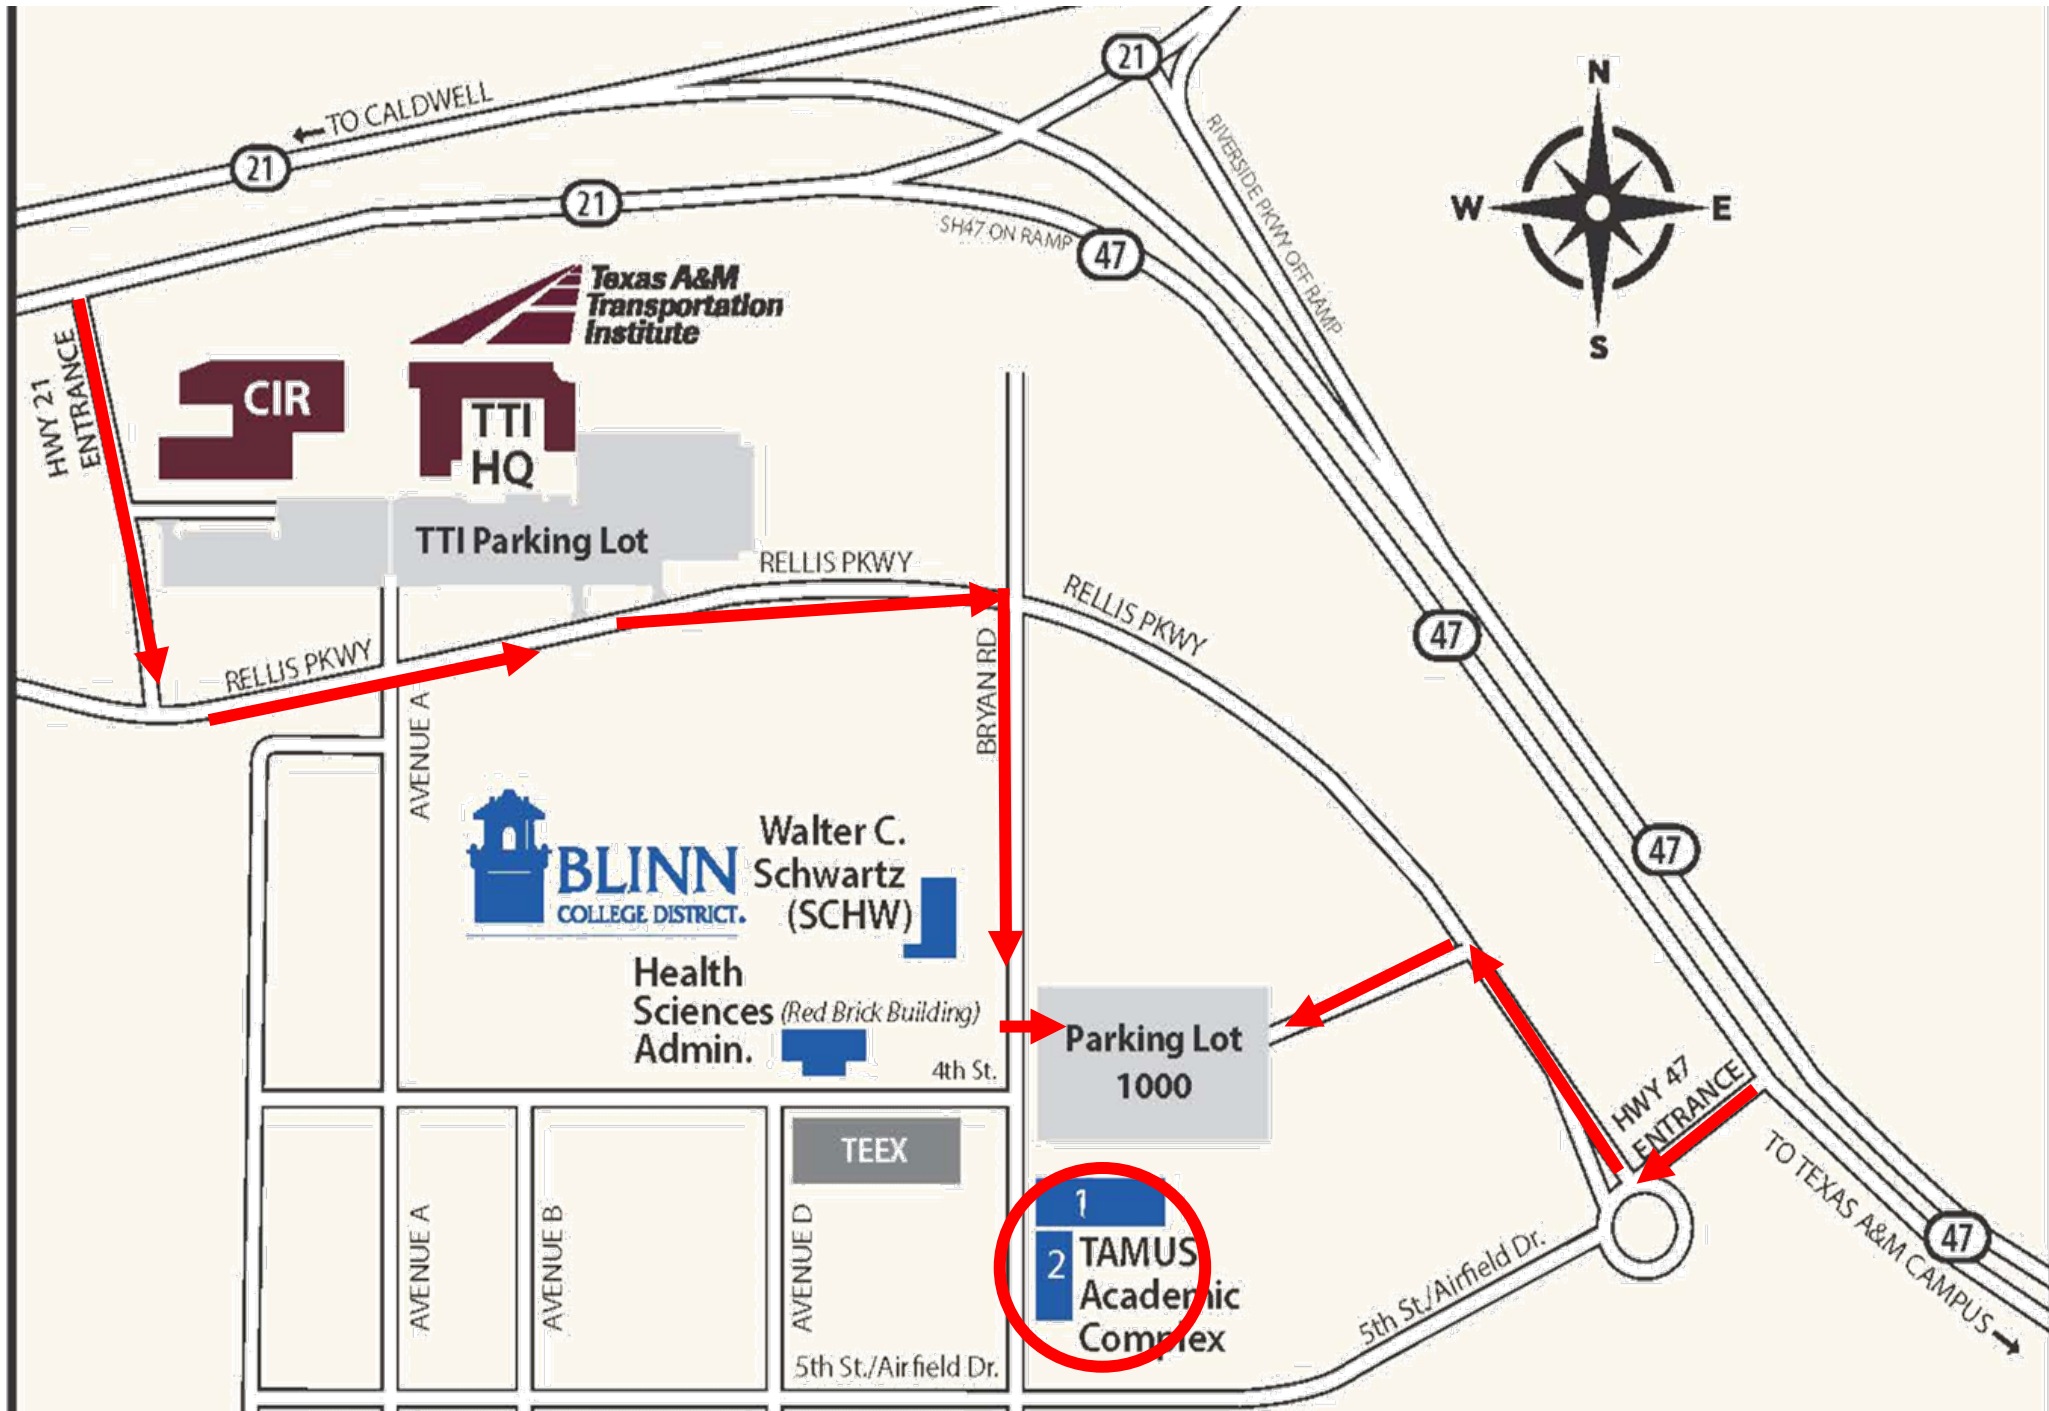 21
TO CALDWELL
21
21
RIVERSIDE PKWY OFF RAMP
N
W
E
S
SH47 ON RAMP
47
Texas A&M
Transportation
Institute
HWY 21
ENTRANCE
CIR
TTI
HQ
TTI Parking Lot
RELLIS PKWY
RELLIS PKWY
RELLIS PKWY
47
AVENUE A
BRYAN RD
BLINN
COLLEGE DISTRICT.
Walter C.
Schwartz
(SCHW)
47
Health
Sciences (Red Brick Building)
Admin.
4th St.
Parking Lot
1000
HWY 47
ENTRANCE
TEEX
TO TEXAS A&M CAMPUS
47
AVENUE A
AVENUE B
AVENUE D
1
2
TAMUS
Academic
Complex
5th St./Airfield Dr.
5th St./Airfield Dr.